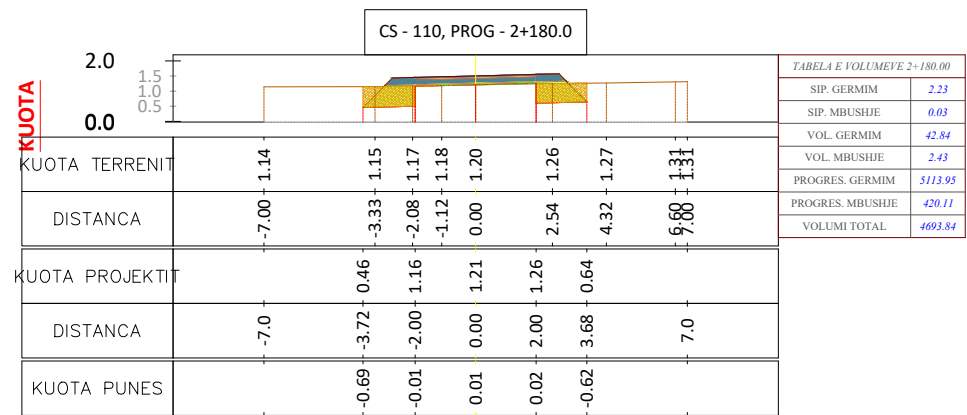 CS - 110, PROG - 2+180.0
KUOTA
2.0
1.5
1.0
0.5
0.0
KUOTA TERRENIT 1.14 1.15 1.17 1.18 1.20 1.26 1.27 1.31 1.31
DISTANCA -7.00 -3.33 -2.08 -1.12 0.00 2.54 4.32 6.60 7.00
KUOTA PROJEKTIT 0.46 1.16 1.21 1.26 0.64
DISTANCA -7.0 -3.72 -2.00 0.00 2.00 3.68 7.0
KUOTA PUNES -0.69 -0.01 0.01 0.02 -0.62
TABELA E VOLUMEVE 2+180.00
SIP. GERMIM 2.23
SIP. MBUSHJE 0.03
VOL. GERMIM 42.84
VOL. MBUSHJE 2.43
PROGRES. GERMIM 5113.95
PROGRES. MBUSHJE 420.11
VOLUMI TOTAL 4693.84